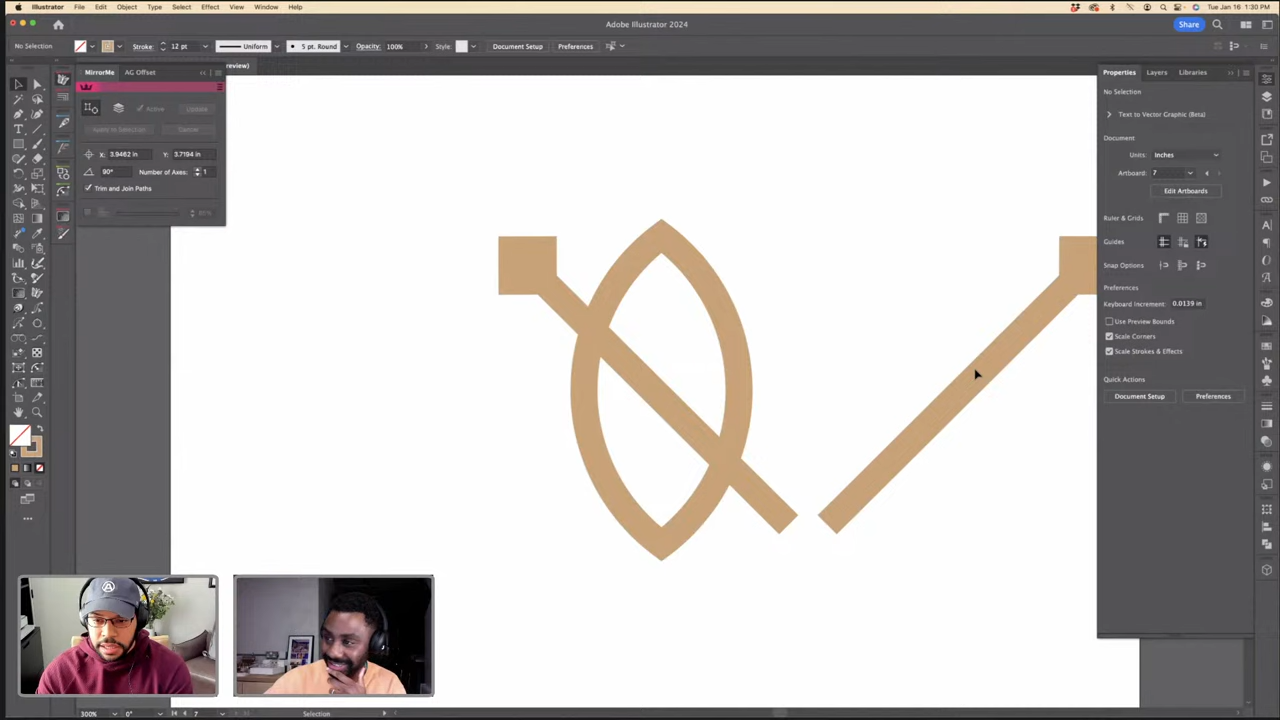 Illustrator File Edit Object Type Select Effect View Window Help
Tue Jan 16 1:30 PM
Adobe Illustrator 2024
Share
No Selection
Stroke: 12 pt Uniform 5 pt. Round Opacity: 100% Style: Document Setup Preferences
review)
MirrorMe AG Offset
Active Update
Apply to Selection Cancel
X: 3.9462 in Y: 3.7194 in
90° Number of Axes: 1
Trim and Join Paths
Properties Layers Libraries
No Selection
Text to Vector Graphic (Beta)
Document
Units: Inches
Artboard: 7
Edit Artboards
Ruler & Grids
Guides
Snap Options
Preferences
Keyboard Increment: 0.0139 in
Use Preview Bounds
Scale Corners
Scale Strokes & Effects
Quick Actions
Document Setup Preferences
300% 0° 7 Selection